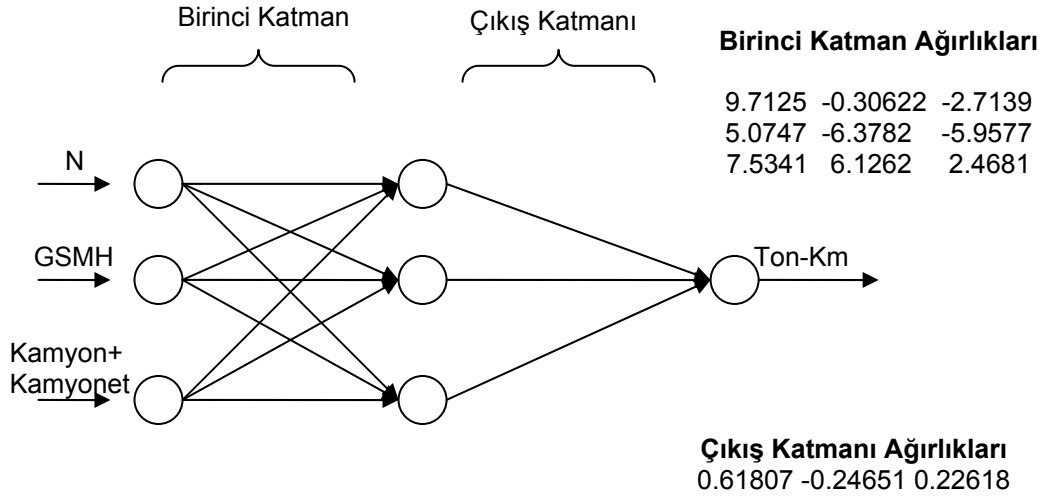 Birinci Katman
Çıkış Katmanı
Birinci Katman Ağırlıkları
9.7125 -0.30622 -2.7139
5.0747 -6.3782 -5.9577
7.5341 6.1262 2.4681
N
GSMH
Kamyon+
Kamyonet
Ton-Km
Çıkış Katmanı Ağırlıkları
0.61807 -0.24651 0.22618